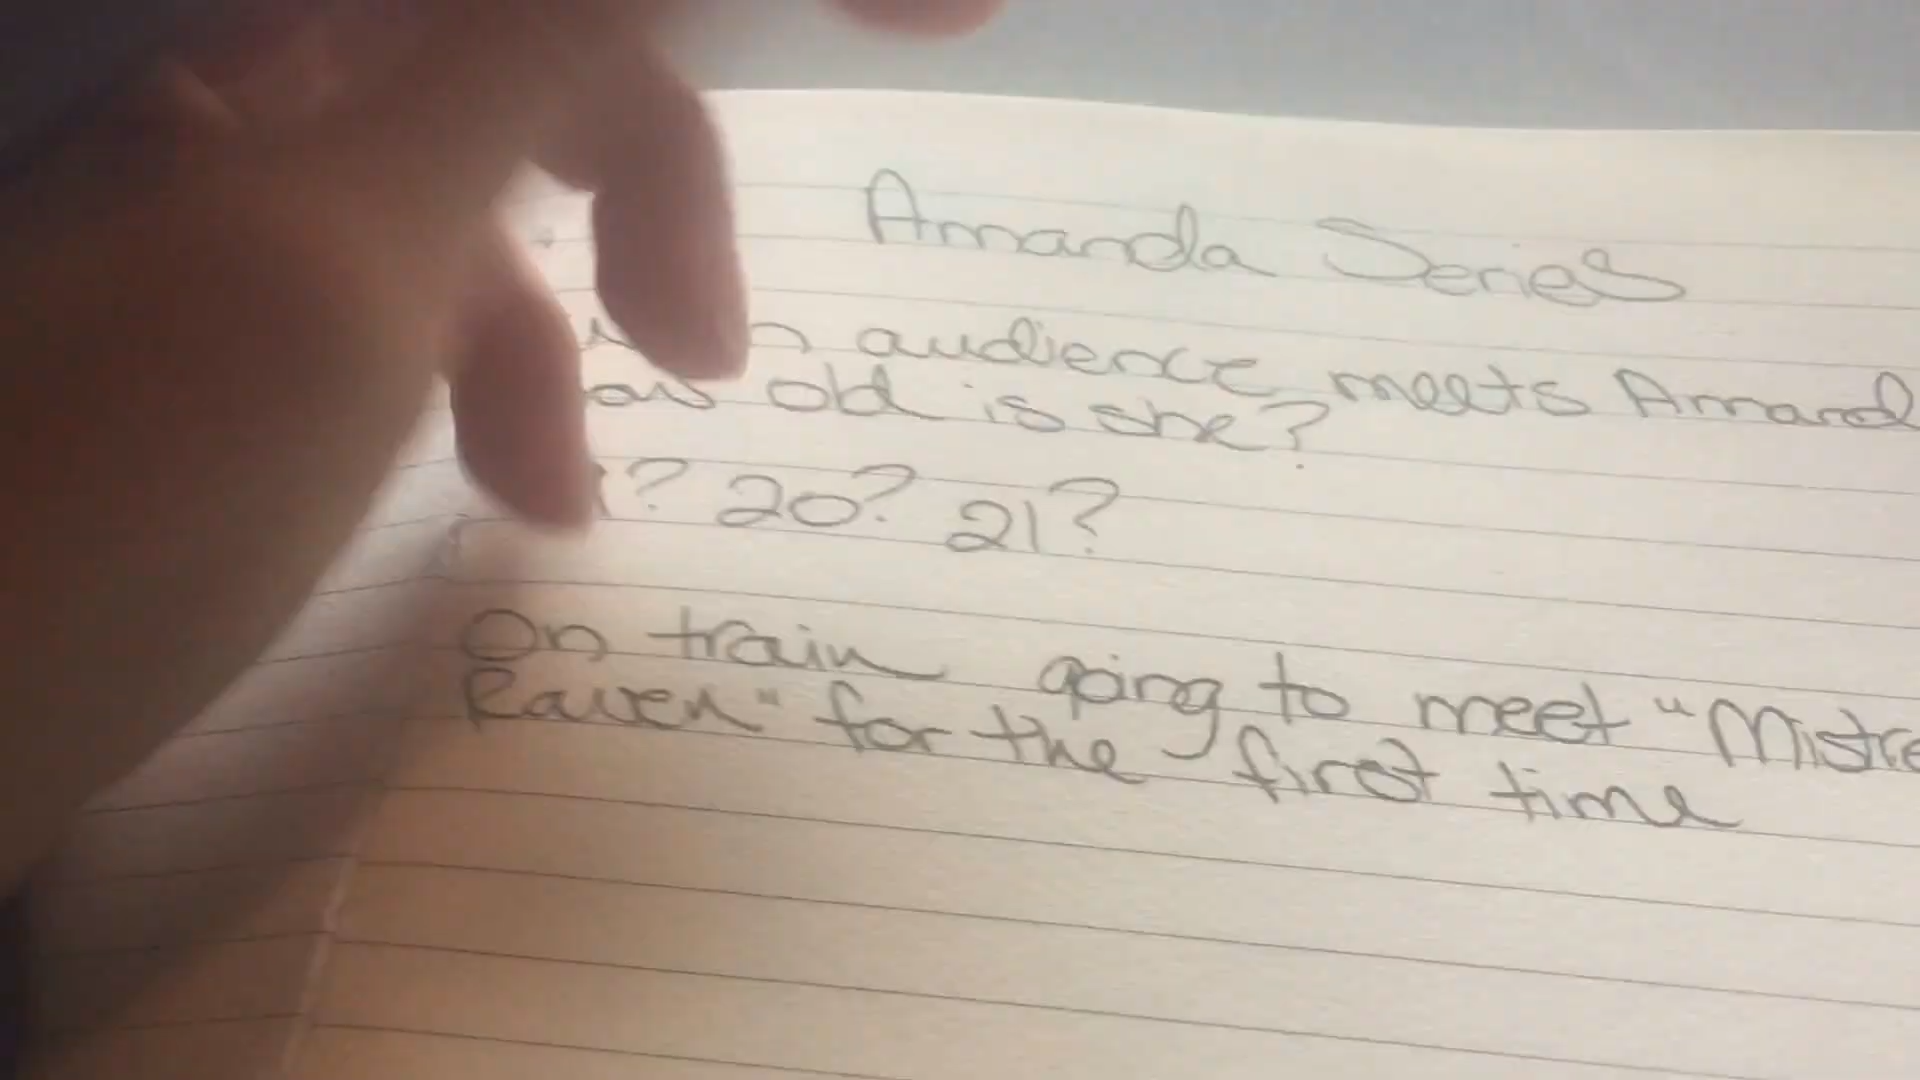 Amanda Series
audience meets Amand
old is she?
? 20? 21?
On train going to meet "Mistre
Raven" for the first time